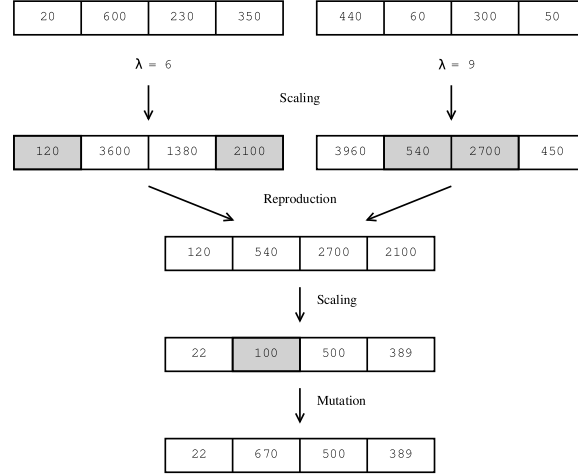 20 600 230 350 440 60 300 50
λ = 6 λ = 9
Scaling
120 3600 1380 2100 3960 540 2700 450
Reproduction
120 540 2700 2100
Scaling
22 100 500 389
Mutation
22 670 500 389